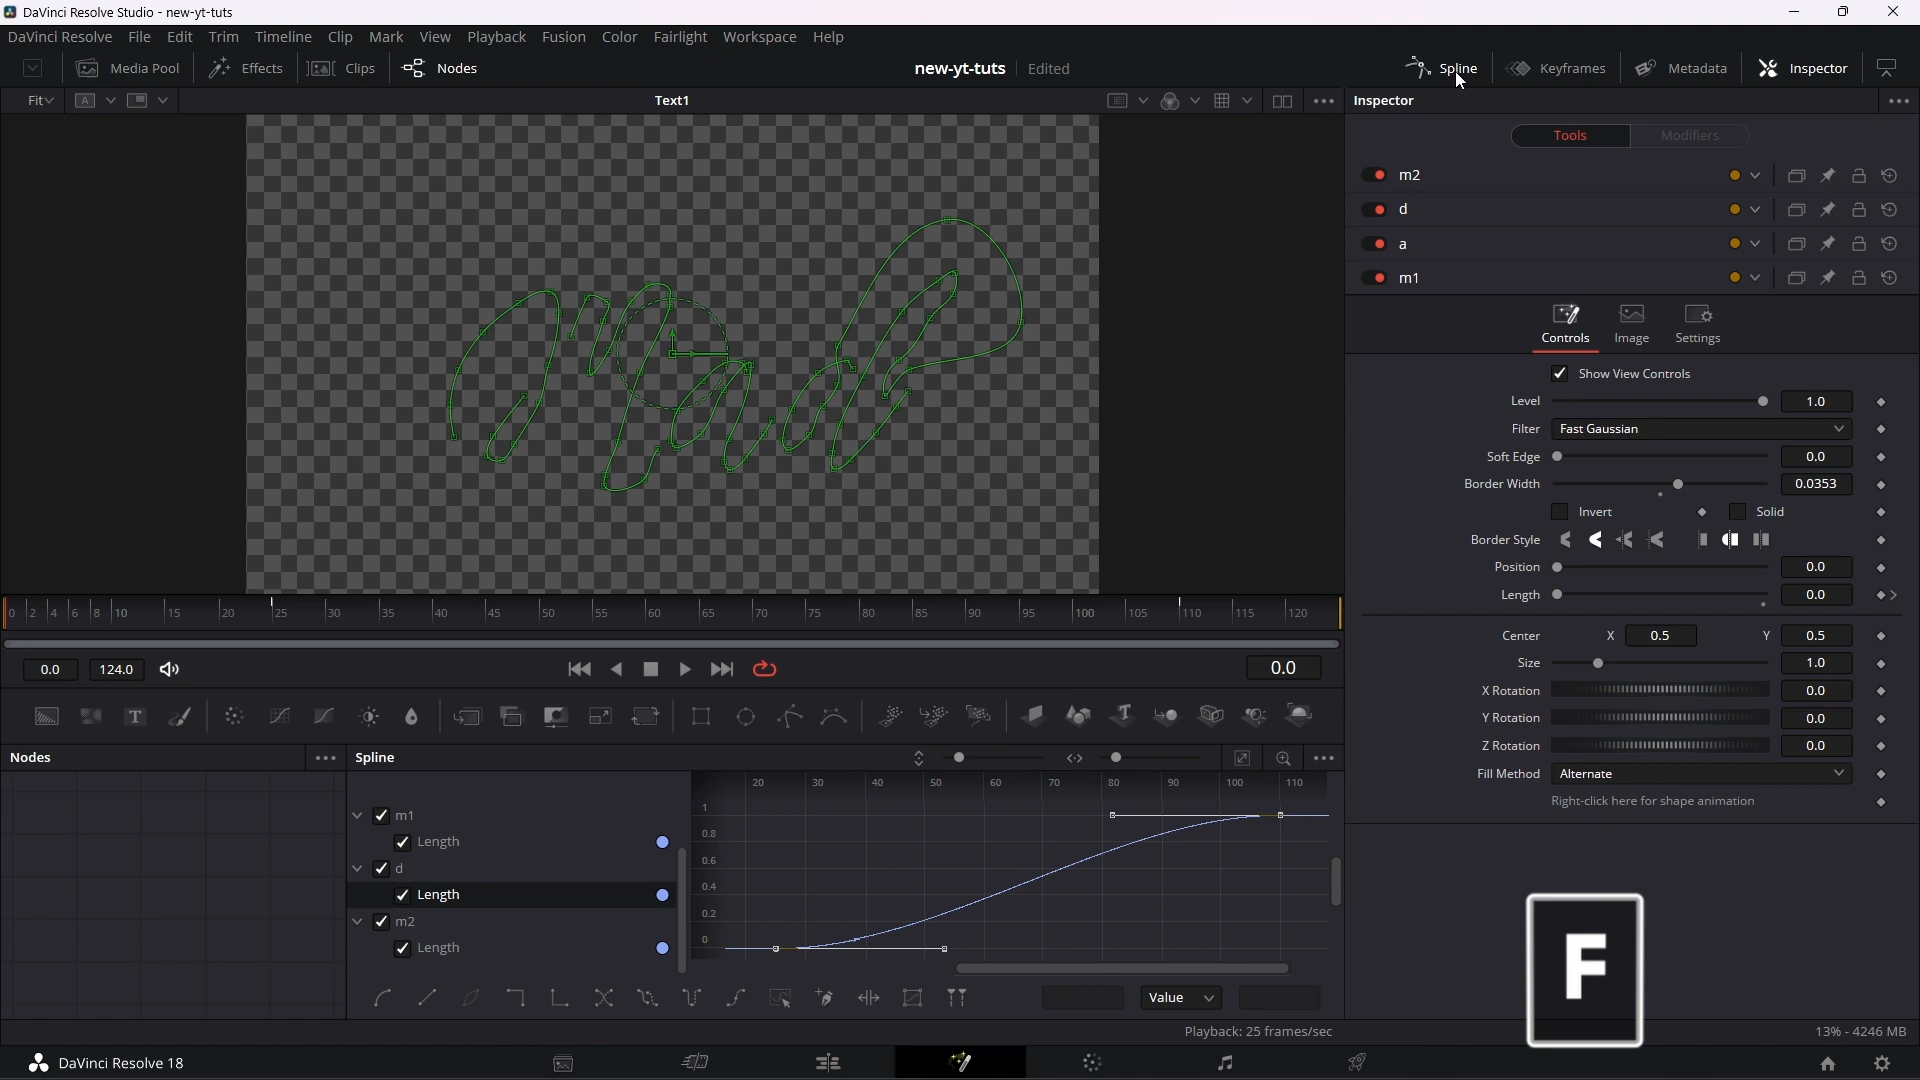 DaVinci Resolve Studio - new-yt-tuts
DaVinci Resolve File Edit Trim Timeline Clip Mark View Playback Fusion Color Fairlight Workspace Help
Media Pool Effects Clips Nodes new-yt-tuts Edited Spline Keyframes Metadata Inspector
Fit A Text1 Inspector
Tools Modifiers
m2
d
a
m1
Controls Image Settings
Show View Controls
Level 1.0
Filter Fast Gaussian
Soft Edge 0.0
Border Width 0.0353
Invert Solid
Border Style
Position 0.0
Length 0.0
Center X 0.5 Y 0.5
Size 1.0
X Rotation 0.0
Y Rotation 0.0
Z Rotation 0.0
Fill Method Alternate
Right-click here for shape animation
0 2 4 6 8 10 15 20 25 30 35 40 45 50 55 60 65 70 75 80 85 90 95 100 105 110 115 120
0.0 124.0 0.0
Nodes Spline
20 30 40 50 60 70 80 90 100 110
1
0.8
0.6
0.4
0.2
0
m1
Length
d
Length
m2
Length
Value
F
Playback: 25 frames/sec 13% - 4246 MB
DaVinci Resolve 18